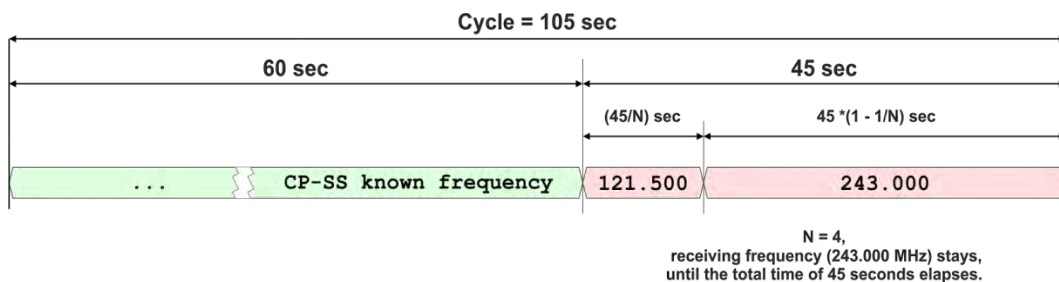 Cycle = 105 sec
60 sec
45 sec
(45/N) sec
45 *(1 - 1/N) sec
...
CP-SS known frequency
121.500
243.000
N = 4,
receiving frequency (243.000 MHz) stays,
until the total time of 45 seconds elapses.